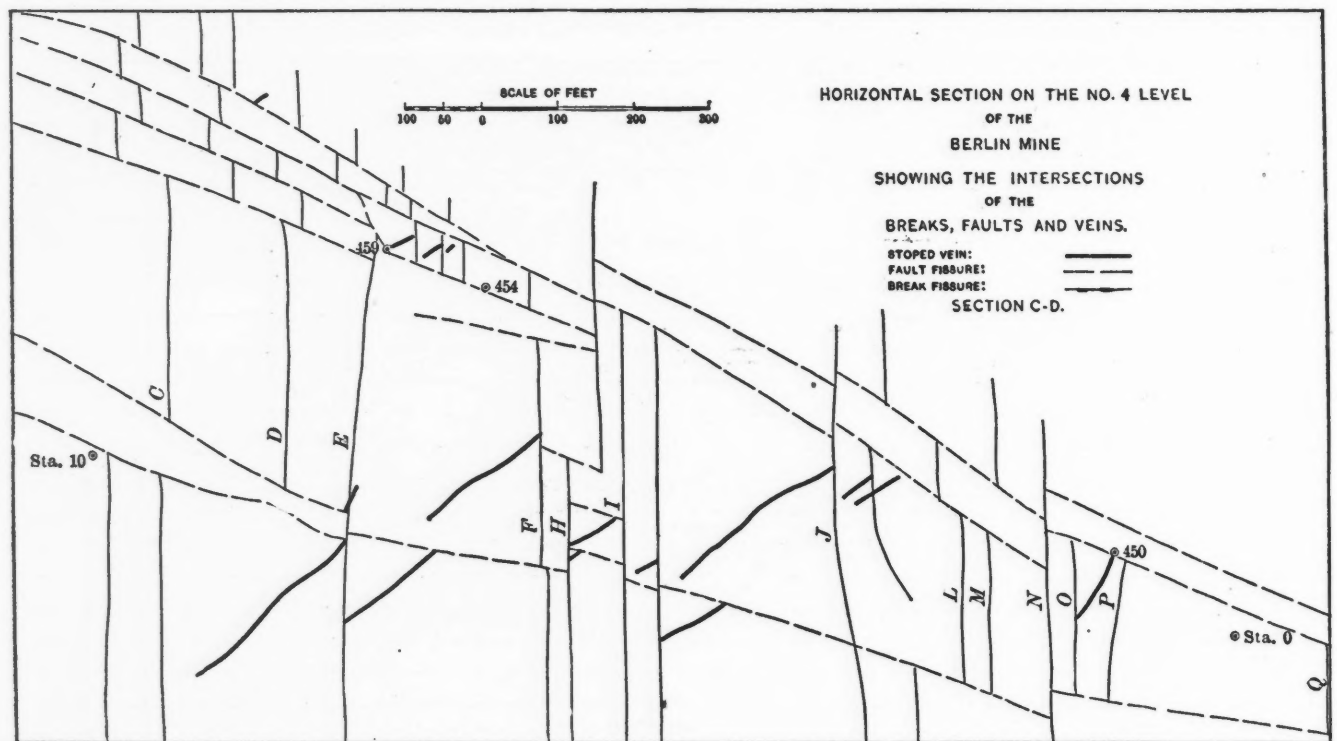 SCALE OF FEET
100 50 0 100 200 300
HORIZONTAL SECTION ON THE NO. 4 LEVEL
OF THE
BERLIN MINE
SHOWING THE INTERSECTIONS
OF THE
BREAKS, FAULTS AND VEINS.
STOPED VEIN:
FAULT FISSURE:
BREAK FISSURE:
SECTION C-D.
459
454
C
D
E
Sta. 10
F
H
I
J
L
M
N
O
P
450
Sta. 0
Q